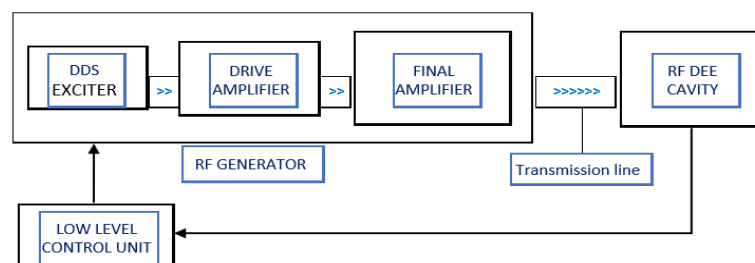 DDS
EXCITER
>>
DRIVE
AMPLIFIER
>>
FINAL
AMPLIFIER
>>>>>>
RF DEE
CAVITY
RF GENERATOR
Transmission line
LOW LEVEL
CONTROL UNIT